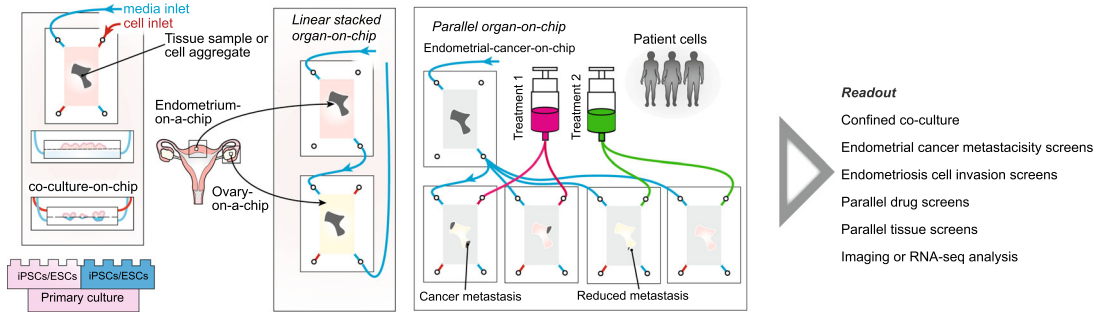 media inlet
cell inlet
Tissue sample or
cell aggregate
co-culture-on-chip
iPSCs/ESCs
iPSCs/ESCs
Primary culture
Endometrium-
on-a-chip
Ovary-
on-a-chip
Linear stacked
organ-on-chip
Parallel organ-on-chip
Endometrial-cancer-on-chip
Treatment 1
Treatment 2
Patient cells
Cancer metastasis
Reduced metastasis
Readout
Confined co-culture
Endometrial cancer metastacisity screens
Endometriosis cell invasion screens
Parallel drug screens
Parallel tissue screens
Imaging or RNA-seq analysis